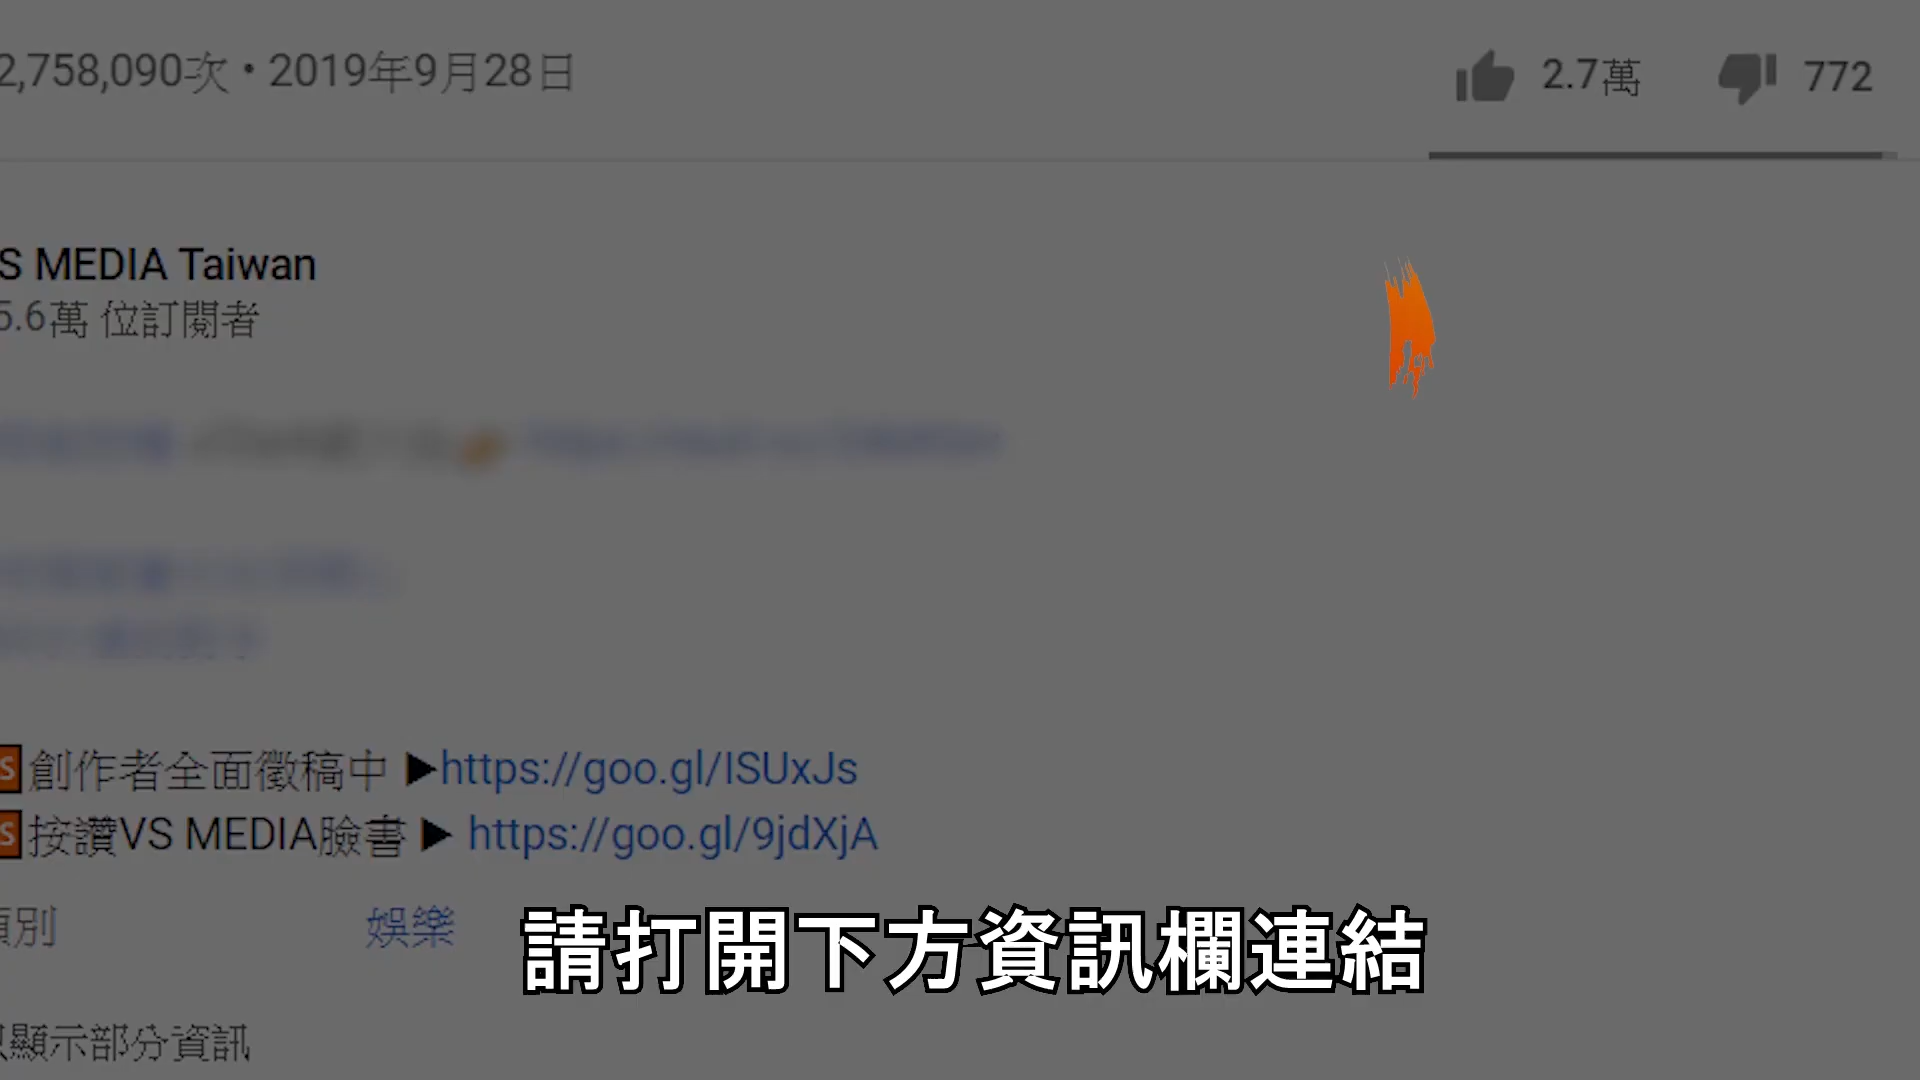 2,758,090次 • 2019年9月28日
2.7萬
772
S MEDIA Taiwan
5.6萬 位訂閱者
S創作者全面徵稿中 ▶https://goo.gl/ISUxJs
S按讚VS MEDIA臉書 ▶ https://goo.gl/9jdXjA
類別 娛樂
請打開下方資訊欄連結
只顯示部分資訊